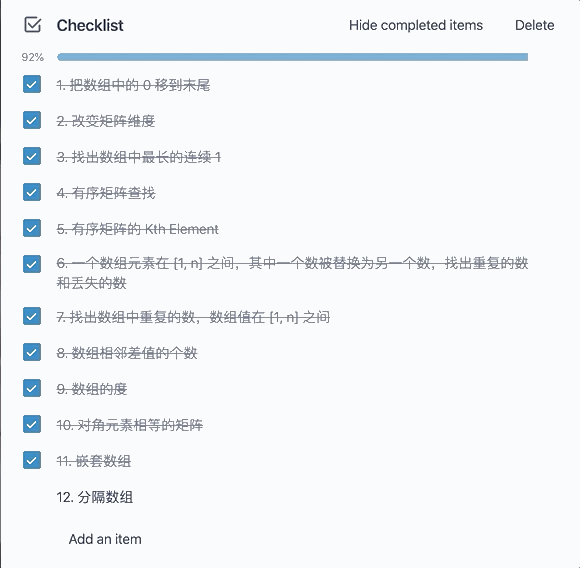 Checklist
Hide completed items
Delete
92%
1. 把数组中的 0 移到末尾
2. 改变矩阵维度
3. 找出数组中最长的连续 1
4. 有序矩阵查找
5. 有序矩阵的 Kth Element
6. 一个数组元素在 [1, n] 之间，其中一个数被替换为另一个数，找出重复的数
和丢失的数
7. 找出数组中重复的数，数组值在 [1, n] 之间
8. 数组相邻差值的个数
9. 数组的度
10. 对角元素相等的矩阵
11. 嵌套数组
12. 分隔数组
Add an item